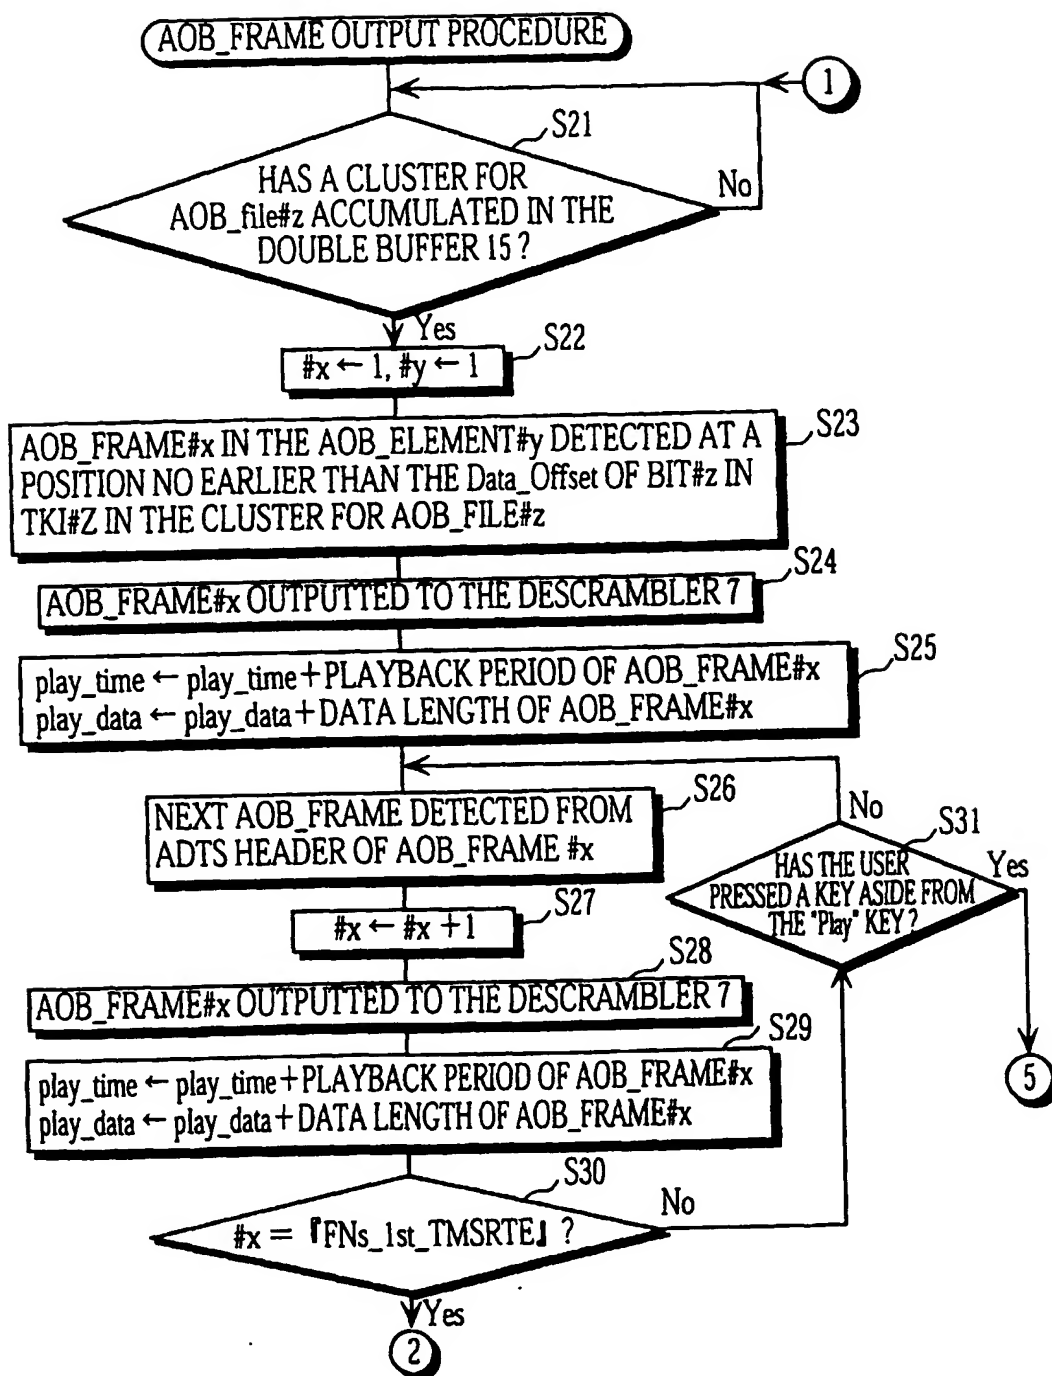 AOB_FRAME OUTPUT PROCEDURE
1
S21
HAS A CLUSTER FOR
AOB_file#z ACCUMULATED IN THE
DOUBLE BUFFER 15 ?
No
Yes
S22
#x ← 1, #y ← 1
S23
AOB_FRAME#x IN THE AOB_ELEMENT#y DETECTED AT A
POSITION NO EARLIER THAN THE Data_Offset OF BIT#z IN
TKI#Z IN THE CLUSTER FOR AOB_FILE#z
S24
AOB_FRAME#x OUTPUTTED TO THE DESCRAMBLER 7
S25
play_time ← play_time+PLAYBACK PERIOD OF AOB_FRAME#x
play_data ← play_data+DATA LENGTH OF AOB_FRAME#x
S26
NEXT AOB_FRAME DETECTED FROM
ADTS HEADER OF AOB_FRAME #x
S27
#x ← #x +1
S28
AOB_FRAME#x OUTPUTTED TO THE DESCRAMBLER 7
S29
play_time ← play_time+PLAYBACK PERIOD OF AOB_FRAME#x
play_data ← play_data+DATA LENGTH OF AOB_FRAME#x
S30
#x = 『FNs_1st_TMSRTE』 ?
No
Yes
2
No
S31
HAS THE USER
PRESSED A KEY ASIDE FROM
THE "Play" KEY ?
Yes
5